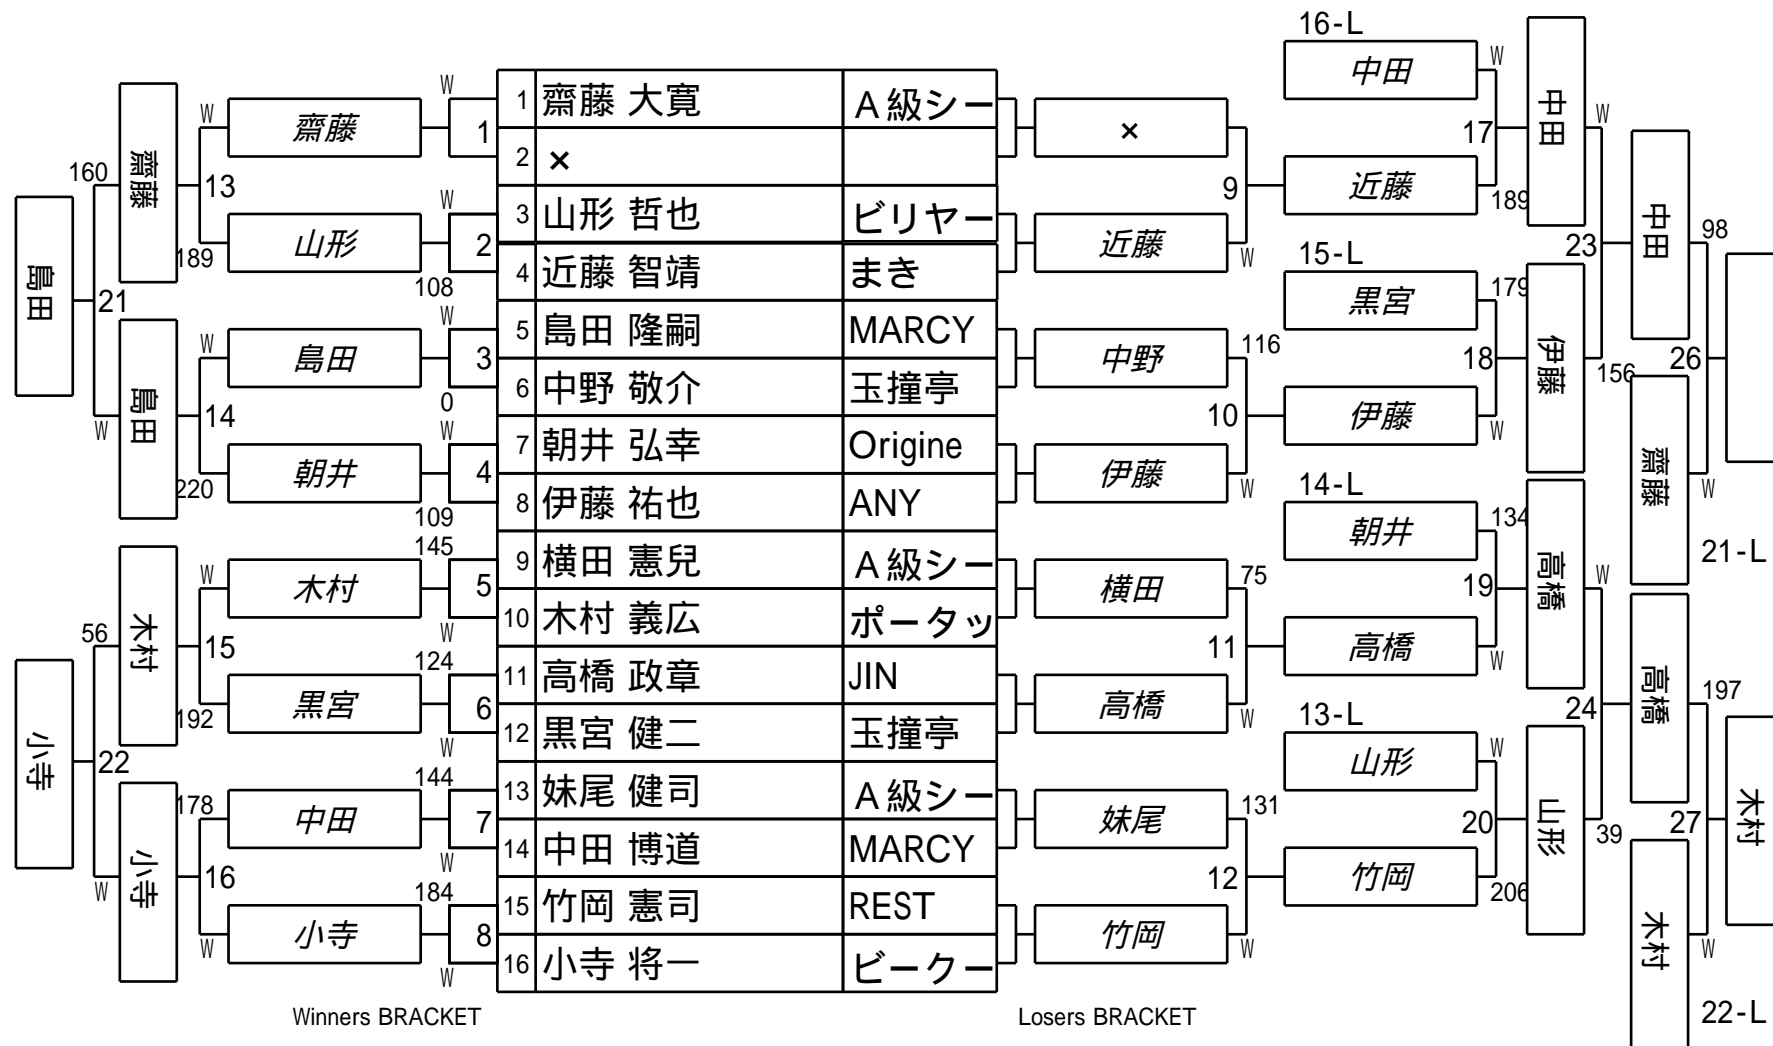 16-L
W
中田
W
1 齋藤 大寛 A級シー
齋藤
1
×
W
中田
W
2 ×
17
160
齋藤
13
W
3 山形 哲也 ビリヤー
9
近藤
189
山形
2
近藤
中田
98
189
108
4 近藤 智靖 まき
W
15-L
23
島田
21
W
5 島田 隆嗣 MARCY
黒宮
179
W
島田
3
中野
116
伊藤
18
0
6 中野 敬介 玉撞亭
156
26
島田
14
W
7 朝井 弘幸 Origine
10
伊藤
W
W
朝井
4
伊藤
齋藤
W
220
109
8 伊藤 祐也 ANY
W
14-L
145
9 横田 憲兒 A級シー
朝井
134
21-L
W
木村
5
横田
75
高橋
W
19
10 木村 義広 ポータッ
56
木村
15
W
124
11 高橋 政章 JIN
11
高橋
W
192
黒宮
6
高橋
高橋
197
W
12 黒宮 健二 玉撞亭
W
13-L
24
小寺
22
144
13 妹尾 健司 A級シー
山形
W
178
中田
7
妹尾
131
山形
20
39
27
木村
W
14 中田 博道 MARCY
小寺
16
184
15 竹岡 憲司 REST
12
竹岡
206
W
小寺
8
竹岡
木村
W
W
W
16 小寺 将一 ビークー
W
22-L
Winners BRACKET
Losers BRACKET